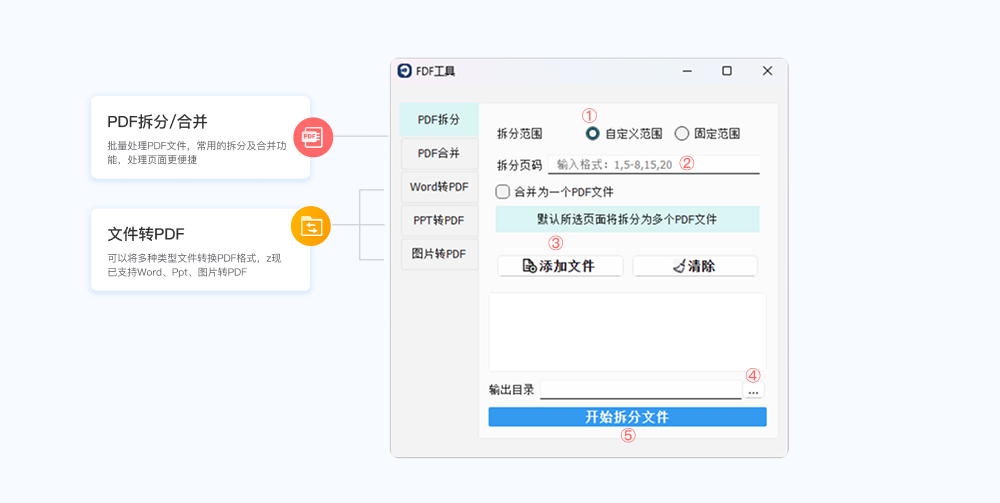 PDF拆分/合并
批量处理PDF文件，常用的拆分及合并功
能，处理页面更便捷
PDF
文件转PDF
可以将多种类型文件转换PDF格式，z现
已支持Word、Ppt、图片转PDF
FDF工具
PDF拆分
PDF合并
Word转PDF
PPT转PDF
图片转PDF
①
拆分范围 自定义范围 固定范围
拆分页码 输入格式：1,5-8,15,20 ②
合并为一个PDF文件
默认所选页面将拆分为多个PDF文件
③
添加文件 清除
④
输出目录 ...
开始拆分文件
⑤